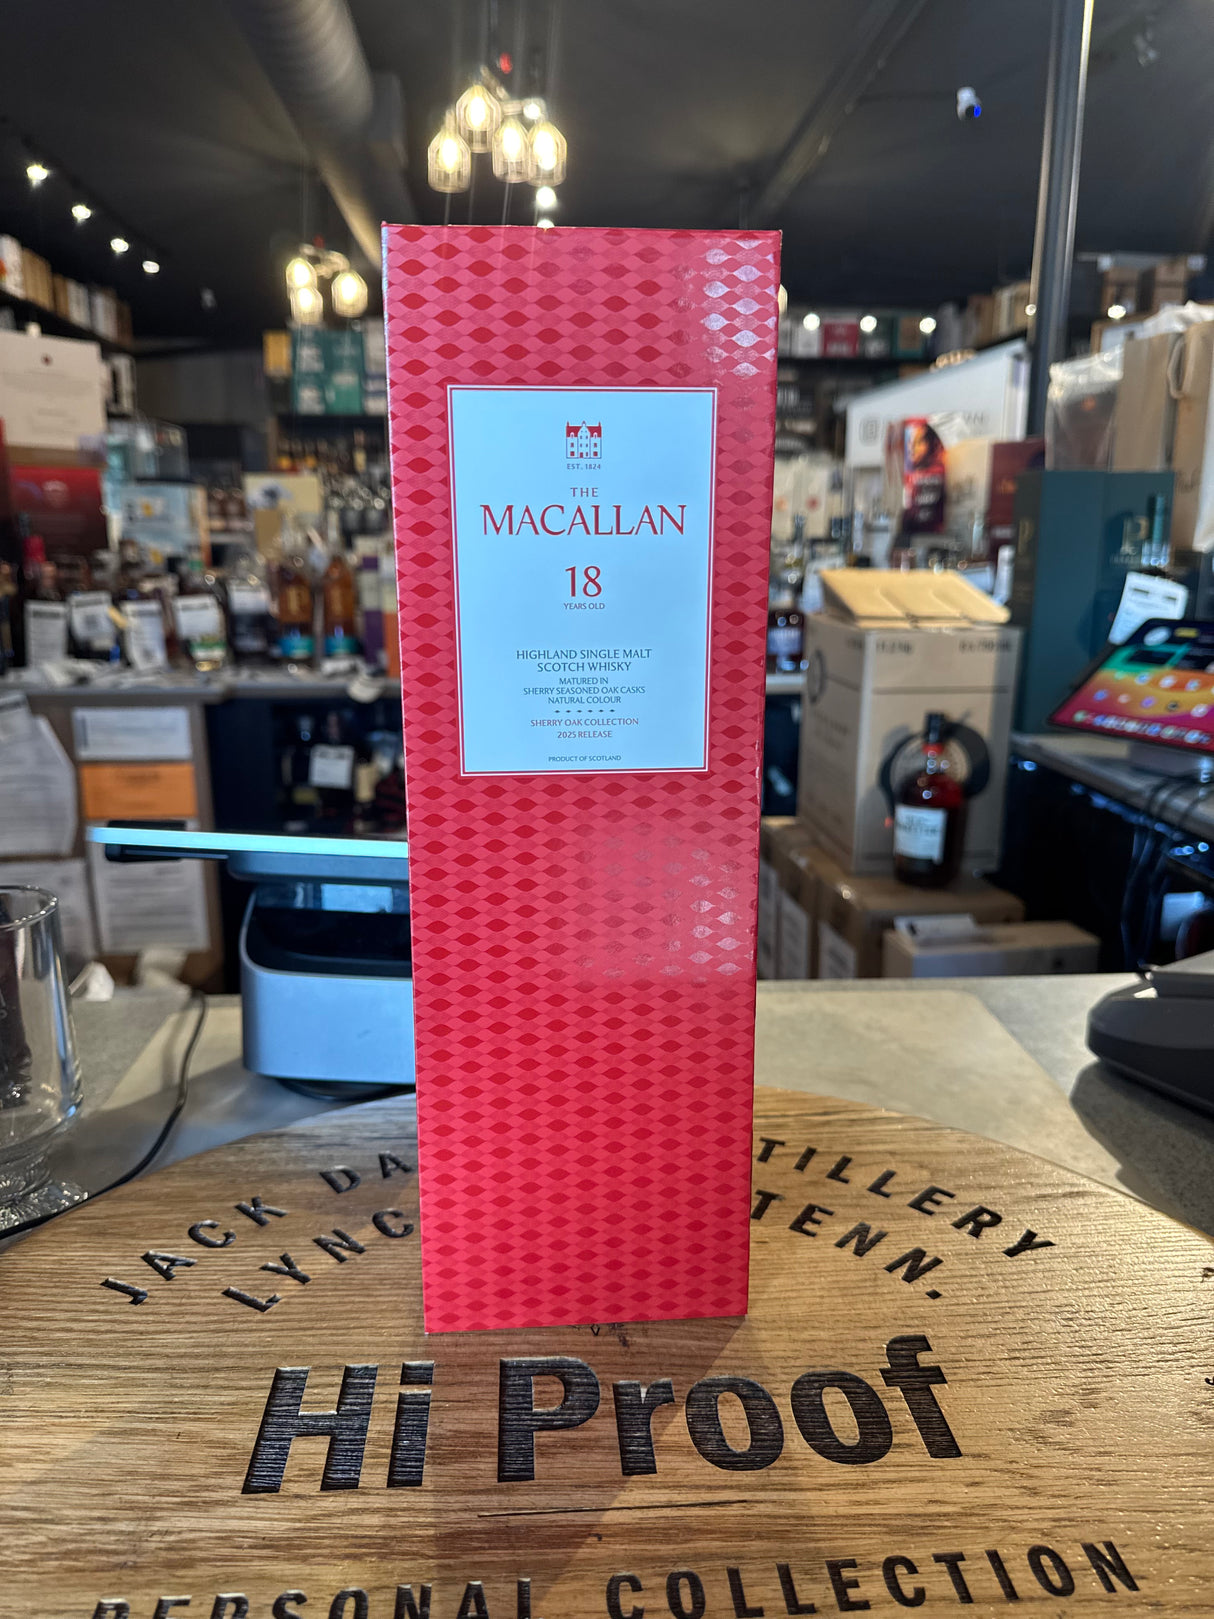 EST. 1824
THE
MACALLAN
18
YEARS OLD
HIGHLAND SINGLE MALT
SCOTCH WHISKY
MATURED IN
SHERRY SEASONED OAK CASKS
NATURAL COLOUR
SHERRY OAK COLLECTION
2025 RELEASE
PRODUCT OF SCOTLAND
JACK DA TILLERY
LYNC TENN.
Hi Proof
PERSONAL COLLECTION